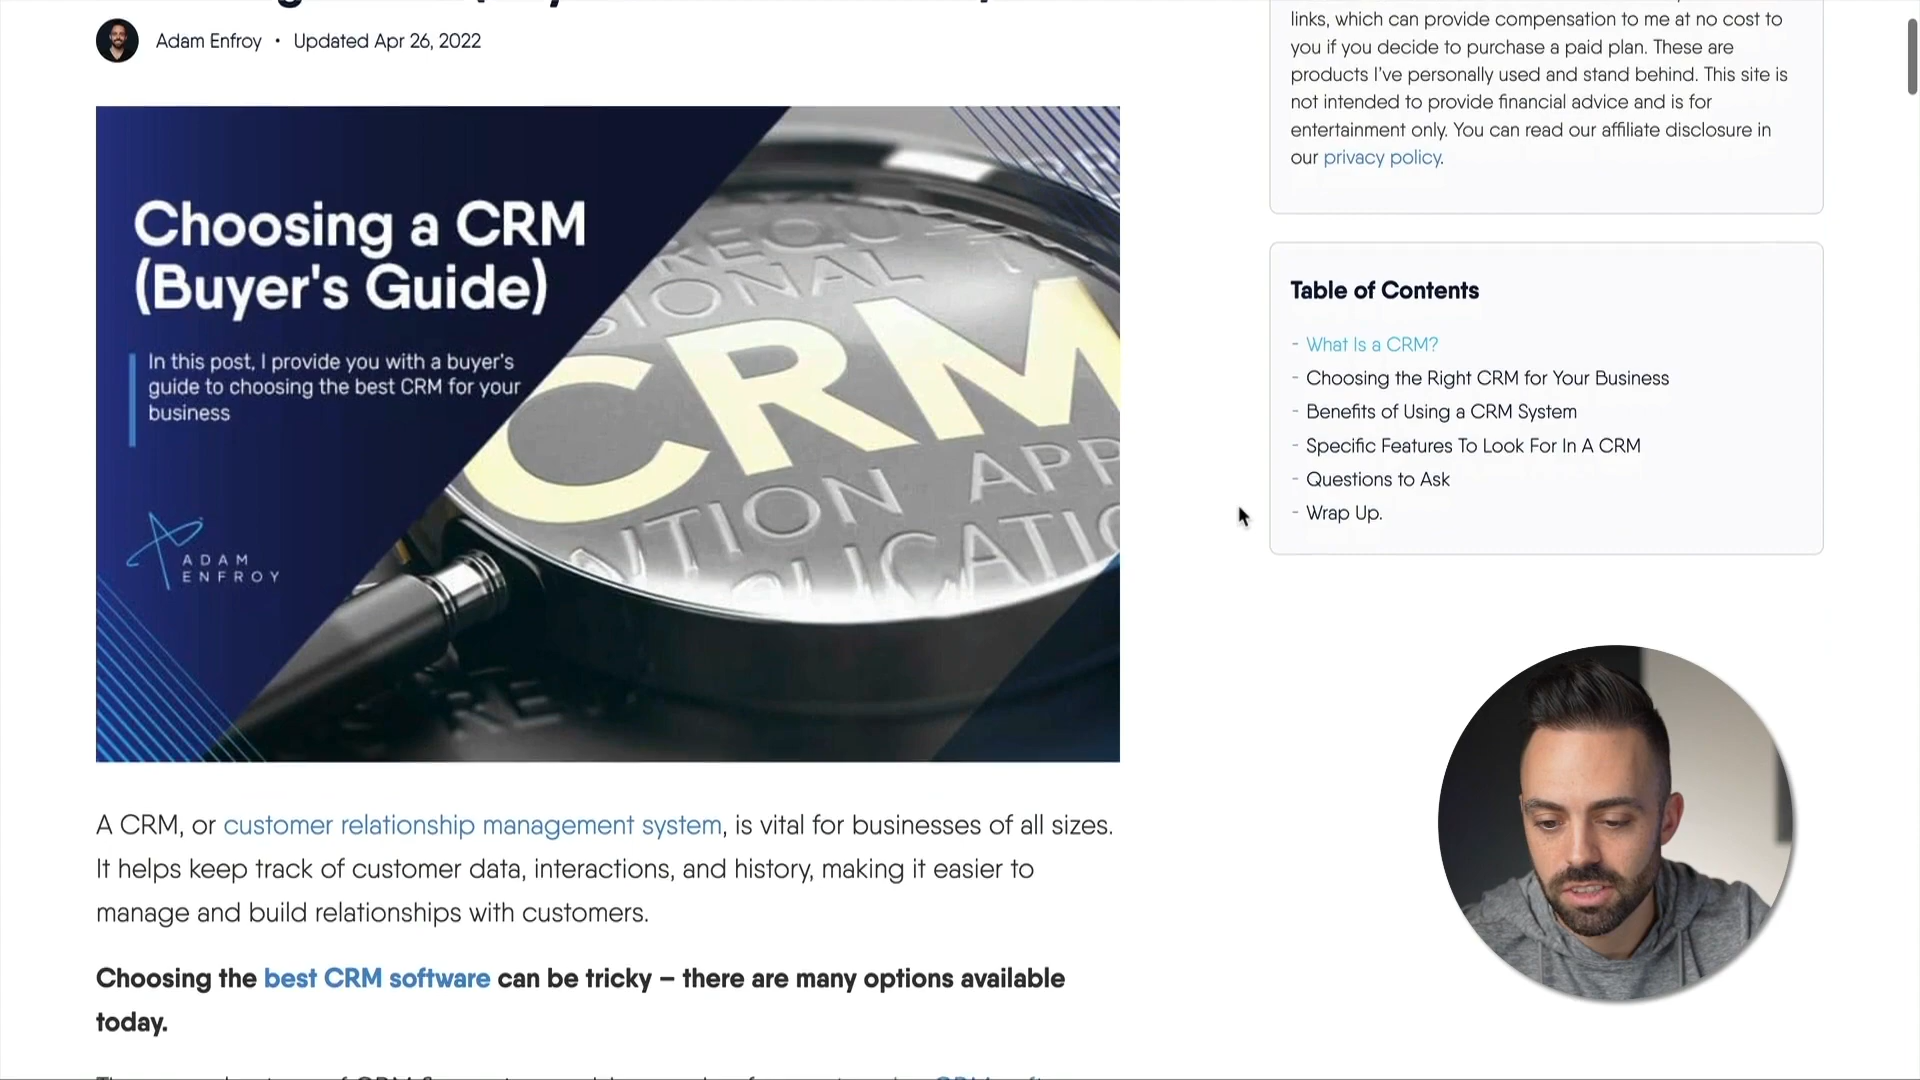 Adam Enfroy • Updated Apr 26, 2022
Choosing a CRM
(Buyer's Guide)
In this post, I provide you with a buyer's
guide to choosing the best CRM for your
business
ADAM
ENFROY
CRM
A CRM, or customer relationship management system, is vital for businesses of all sizes.
It helps keep track of customer data, interactions, and history, making it easier to
manage and build relationships with customers.
Choosing the best CRM software can be tricky – there are many options available
today.
links, which can provide compensation to me at no cost to
you if you decide to purchase a paid plan. These are
products I've personally used and stand behind. This site is
not intended to provide financial advice and is for
entertainment only. You can read our affiliate disclosure in
our privacy policy.
Table of Contents
- What Is a CRM?
- Choosing the Right CRM for Your Business
- Benefits of Using a CRM System
- Specific Features To Look For In A CRM
- Questions to Ask
- Wrap Up.